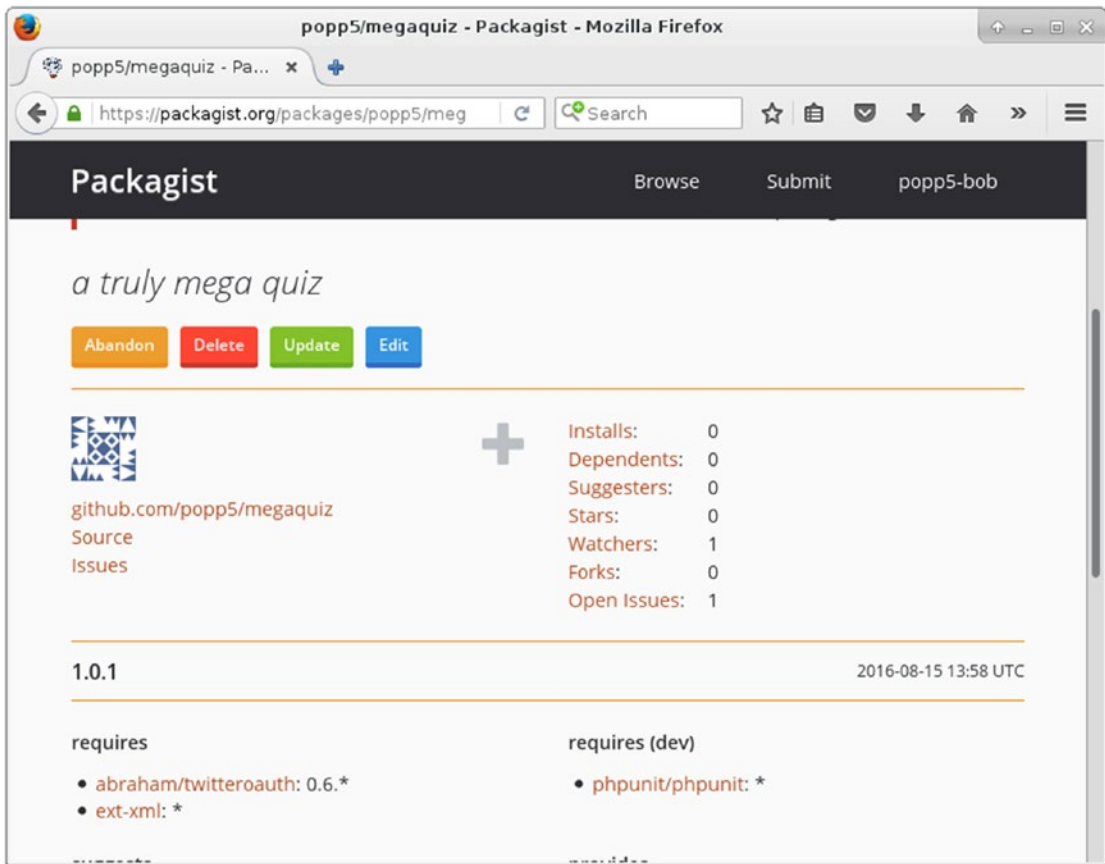 popp5/megaquiz - Packagist - Mozilla Firefox
popp5/megaquiz - Pa...
https://packagist.org/packages/popp5/meg
Search
Packagist
Browse
Submit
popp5-bob
a truly mega quiz
Abandon
Delete
Update
Edit
github.com/popp5/megaquiz
Source
Issues
Installs: 0
Dependents: 0
Suggesters: 0
Stars: 0
Watchers: 1
Forks: 0
Open Issues: 1
1.0.1
2016-08-15 13:58 UTC
requires
• abraham/twitteroauth: 0.6.*
• ext-xml: *
requires (dev)
• phpunit/phpunit: *